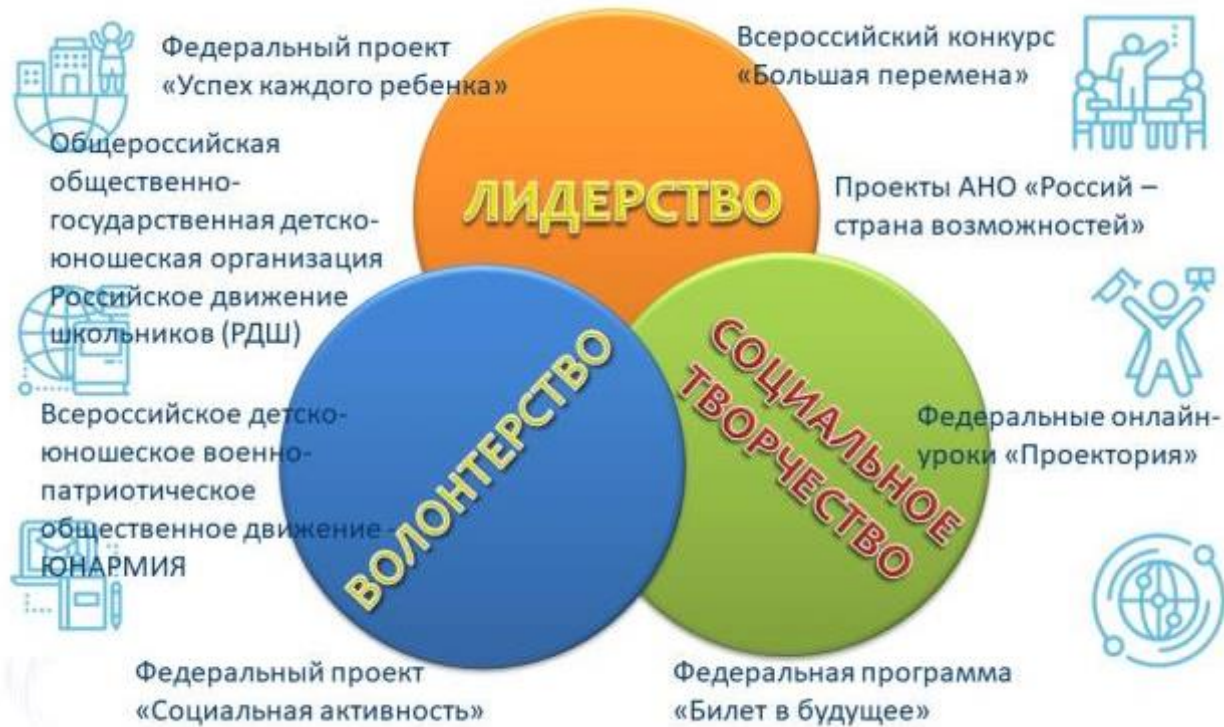 Федеральный проект
«Успех каждого ребенка»
Общероссийская
общественно-
государственная детско-
юношеская организация
Российское движение
школьников (РДШ)
Всероссийское детско-
юношеское военно-
патриотическое
общественное движение -
ЮНАРМИЯ
Федеральный проект
«Социальная активность»
ЛИДЕРСТВО
ВОЛОНТЕРСТВО
СОЦИАЛЬНОЕ
ТВОРЧЕСТВО
Всероссийский конкурс
«Большая перемена»
Проекты АНО «Россий –
страна возможностей»
Федеральные онлайн-
уроки «Проектория»
Федеральная программа
«Билет в будущее»